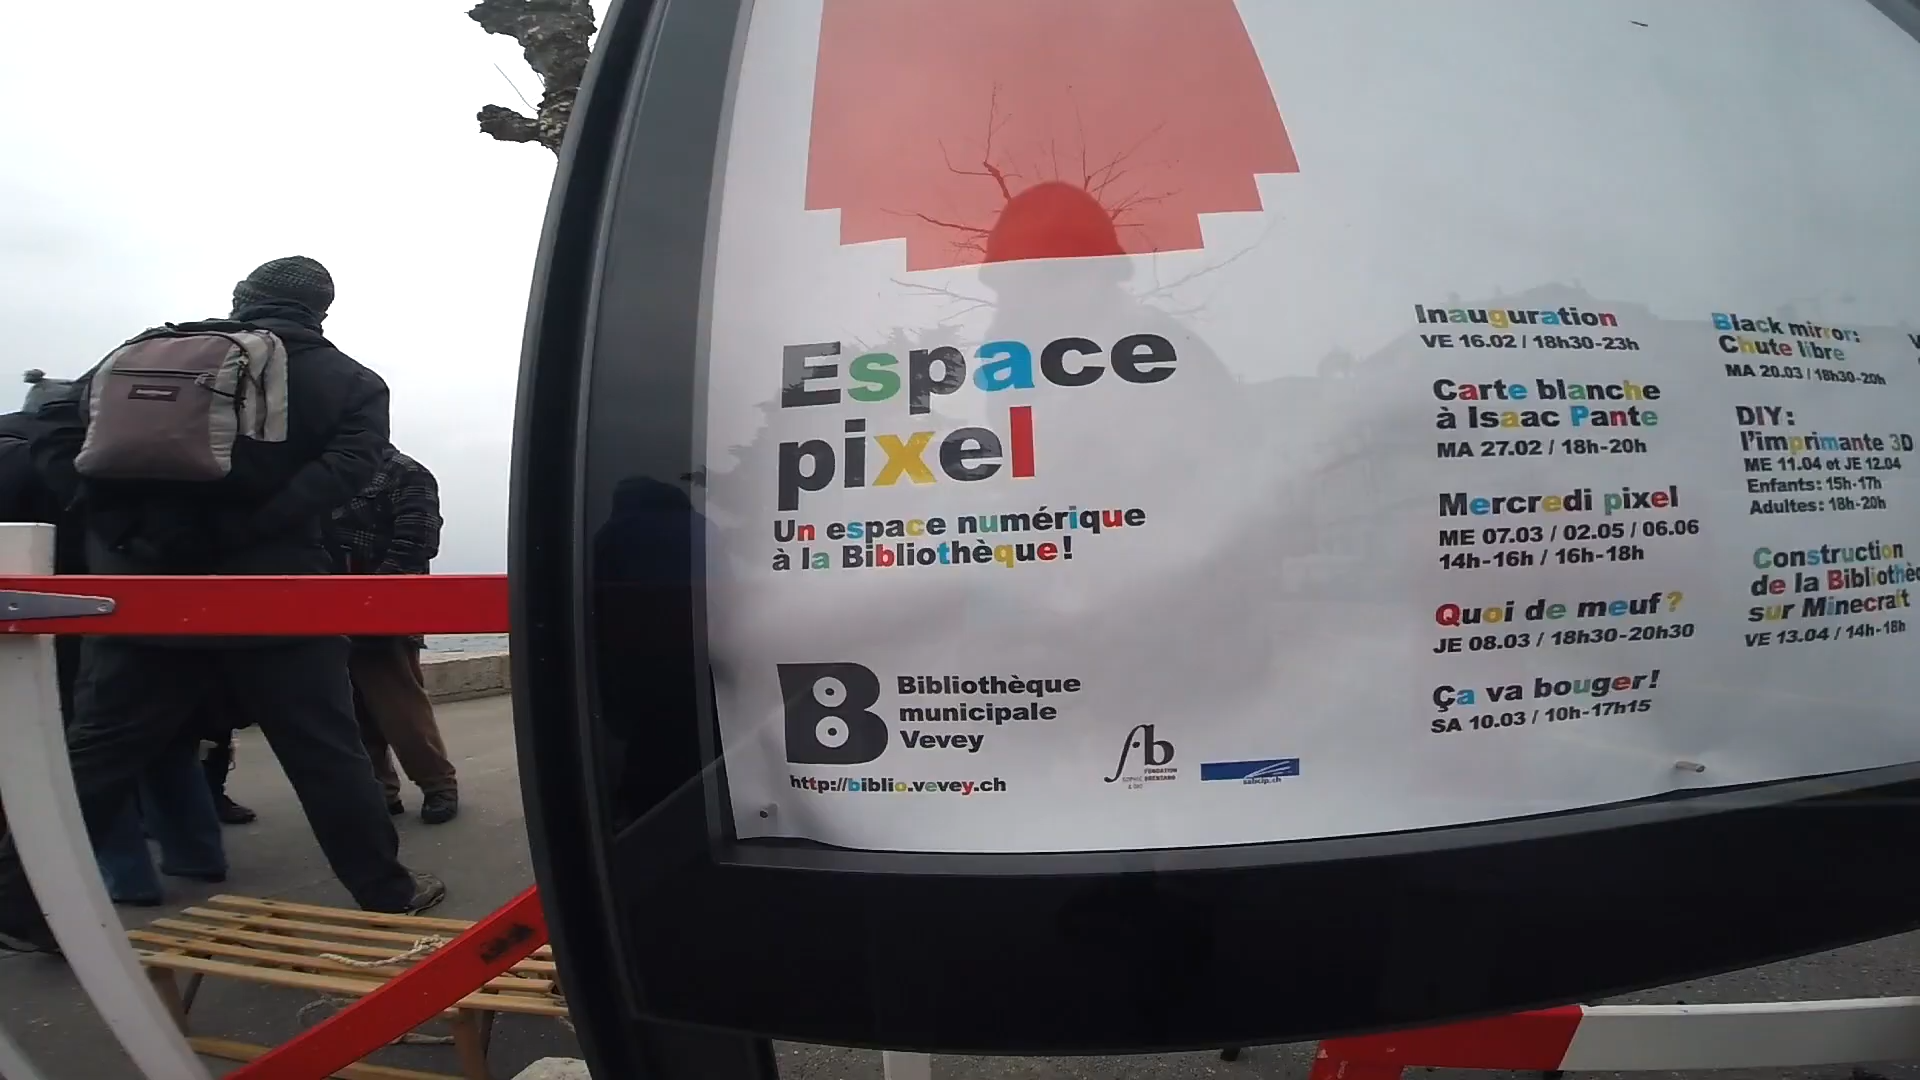 Espace
pixel
Un espace numérique
à la Bibliothèque!
Bibliothèque
municipale
Vevey
http://biblio.vevey.ch
fab
FONDATION
Inauguration
VE 16.02 / 18h30-23h
Carte blanche
à Isaac Pante
MA 27.02 / 18h-20h
Mercredi pixel
ME 07.03 / 02.05 / 06.06
14h-16h / 16h-18h
Quoi de meuf?
JE 08.03 / 18h30-20h30
Ça va bouger!
SA 10.03 / 10h-17h15
Black mirror:
Chute libre
MA 20.03 / 18h30-20h
DIY:
l'imprimante 3D
ME 11.04 et JE 12.04
Enfants: 15h-17h
Adultes: 18h-20h
Construction
de la Bibliothèq
sur Minecraft
VE 13.04 / 14h-18h